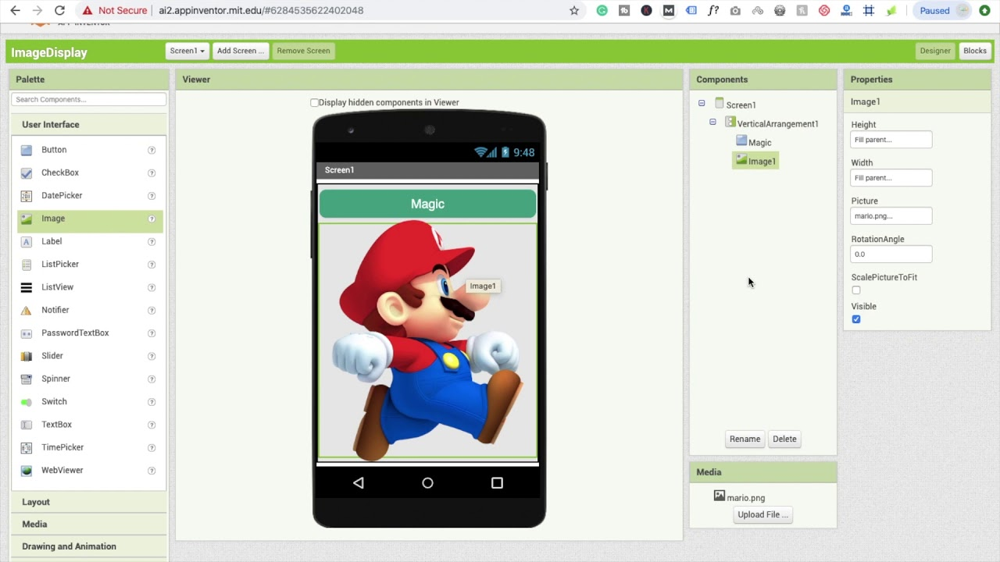 Not Secure
ai2.appinventor.mit.edu/#6284535622402048
f?
Paused
APP INVENTOR
ImageDisplay
Screen1
Add Screen ...
Remove Screen
Designer
Blocks
Palette
Search Components...
User Interface
Button
?
CheckBox
?
DatePicker
?
Image
?
Label
?
ListPicker
?
ListView
?
Notifier
?
PasswordTextBox
?
Slider
?
Spinner
?
Switch
?
TextBox
?
TimePicker
?
WebViewer
?
Layout
Media
Drawing and Animation
Viewer
Display hidden components in Viewer
9:48
Screen1
Magic
Image1
Components
Screen1
VerticalArrangement1
Magic
Image1
Rename
Delete
Media
mario.png
Upload File ...
Properties
Image1
Height
Fill parent...
Width
Fill parent...
Picture
mario.png...
RotationAngle
0.0
ScalePictureToFit
Visible